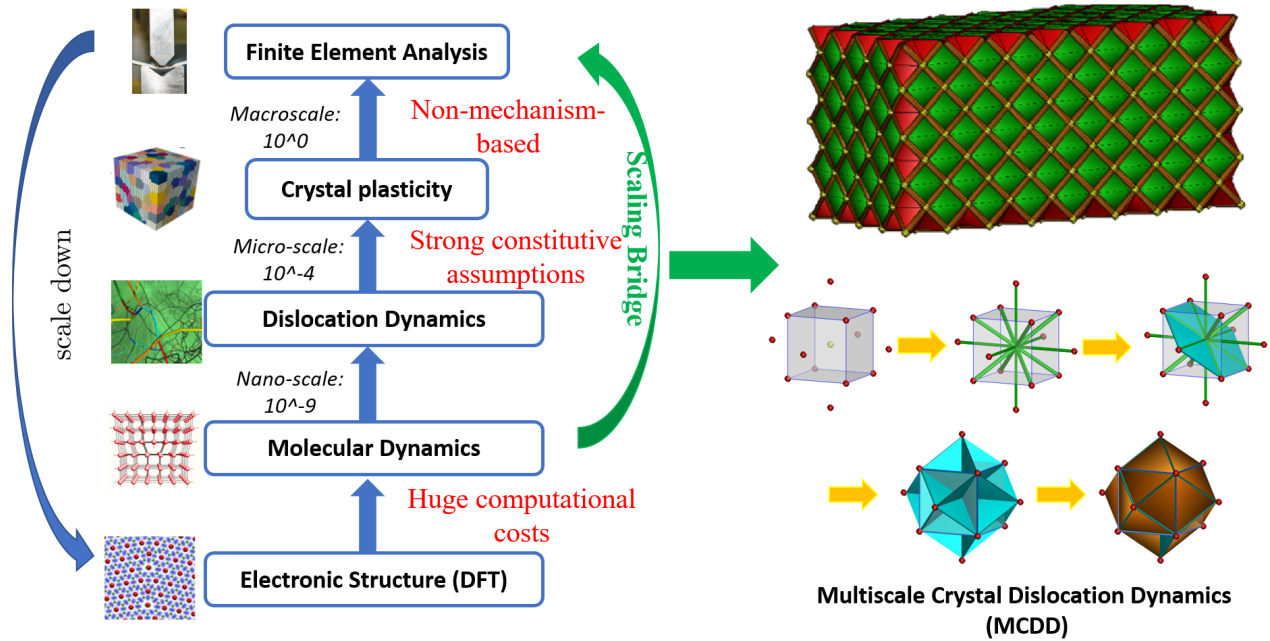 Finite Element Analysis
Macroscale:
10^0
Non-mechanism-
based
Crystal plasticity
Micro-scale:
10^-4
Strong constitutive
assumptions
Dislocation Dynamics
Nano-scale:
10^-9
Molecular Dynamics
Huge computational
costs
Electronic Structure (DFT)
scale down
Scaling Bridge
Multiscale Crystal Dislocation Dynamics
(MCDD)